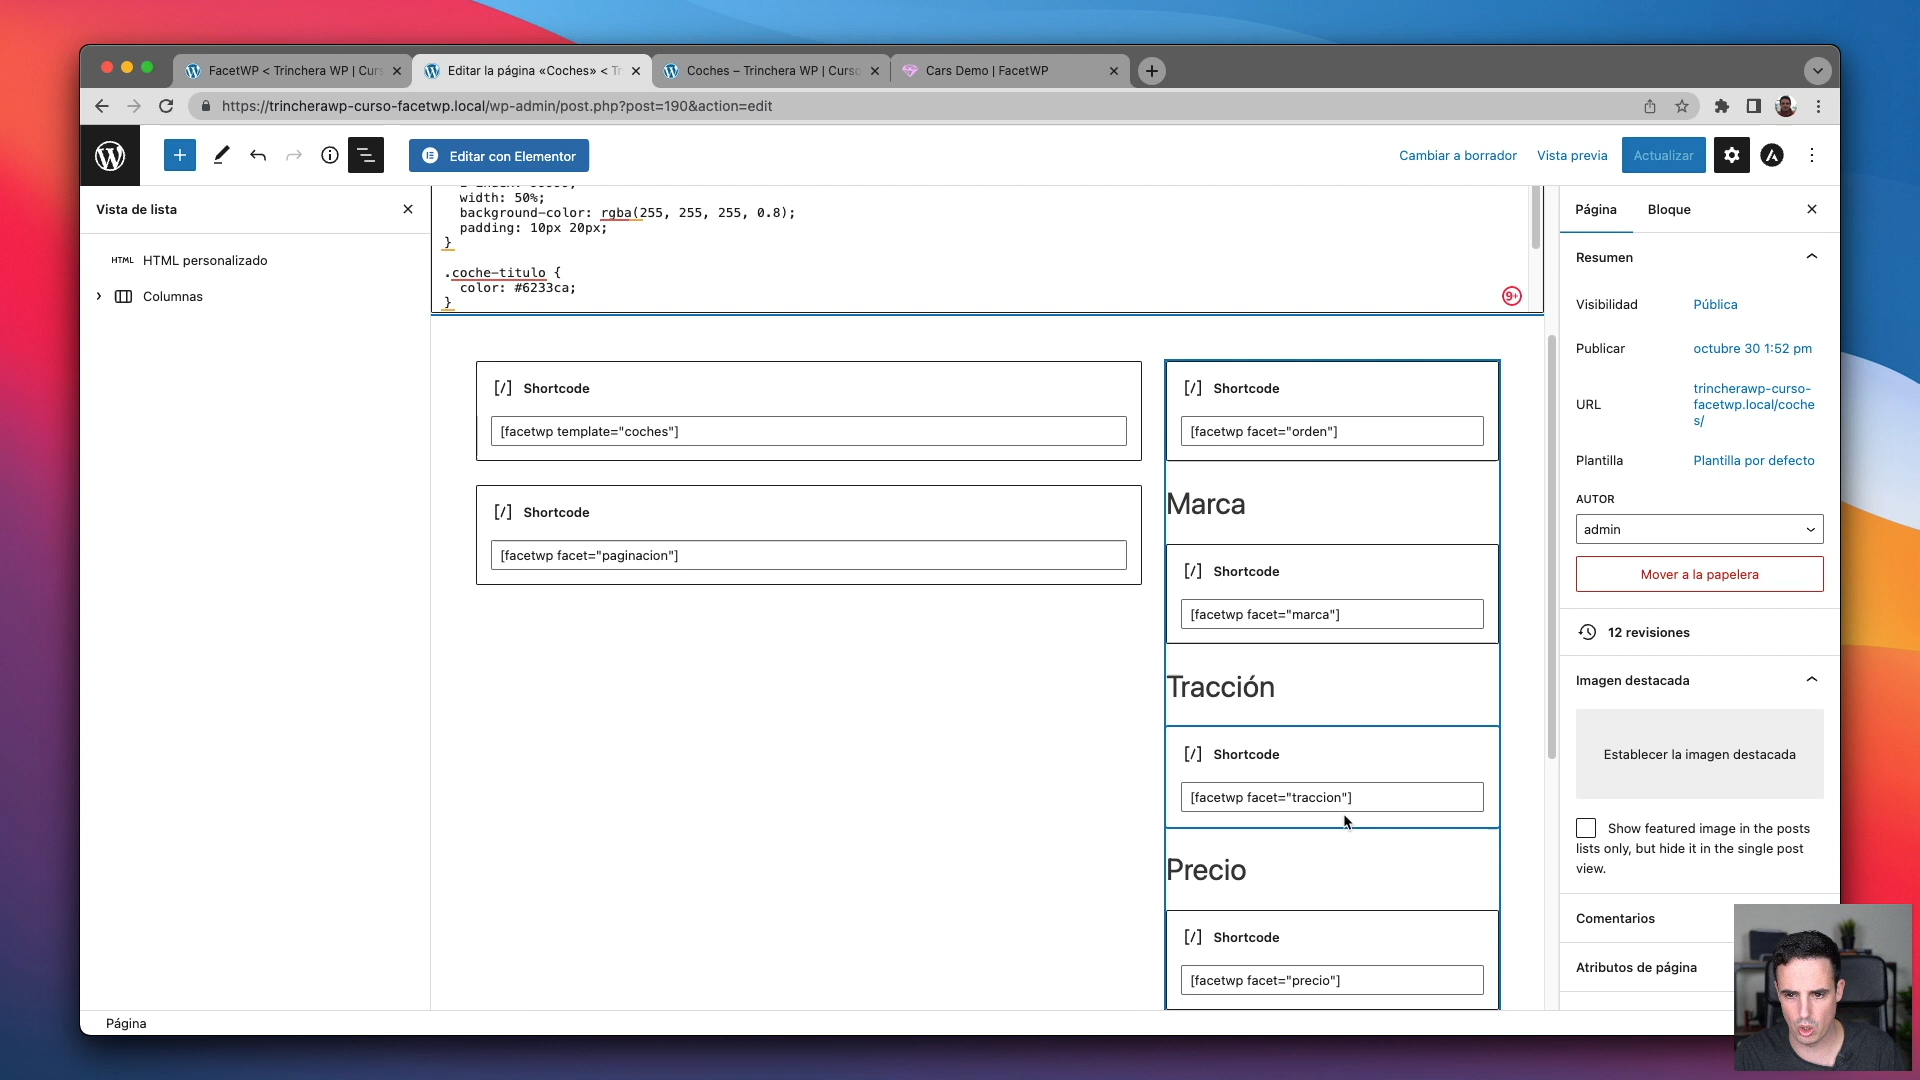 FacetWP < Trinchera WP | Curs
Editar la página «Coches» < Tr
Coches – Trinchera WP | Curso
Cars Demo | FacetWP
https://trincherawp-curso-facetwp.local/wp-admin/post.php?post=190&action=edit
Editar con Elementor
Cambiar a borrador
Vista previa
Actualizar
Vista de lista
HTML HTML personalizado
Columnas
width: 50%;
background-color: rgba(255, 255, 255, 0.8);
padding: 10px 20px;
}
.coche-titulo {
color: #6233ca;
}
9+
[/] Shortcode
[facetwp template="coches"]
[/] Shortcode
[facetwp facet="paginacion"]
[/] Shortcode
[facetwp facet="orden"]
Marca
[/] Shortcode
[facetwp facet="marca"]
Tracción
[/] Shortcode
[facetwp facet="traccion"]
Precio
[/] Shortcode
[facetwp facet="precio"]
Página
Bloque
Resumen
Visibilidad
Pública
Publicar
octubre 30 1:52 pm
URL
trincherawp-curso-
facetwp.local/coche
s/
Plantilla
Plantilla por defecto
AUTOR
admin
Mover a la papelera
12 revisiones
Imagen destacada
Establecer la imagen destacada
Show featured image in the posts
lists only, but hide it in the single post
view.
Comentarios
Atributos de página
Página